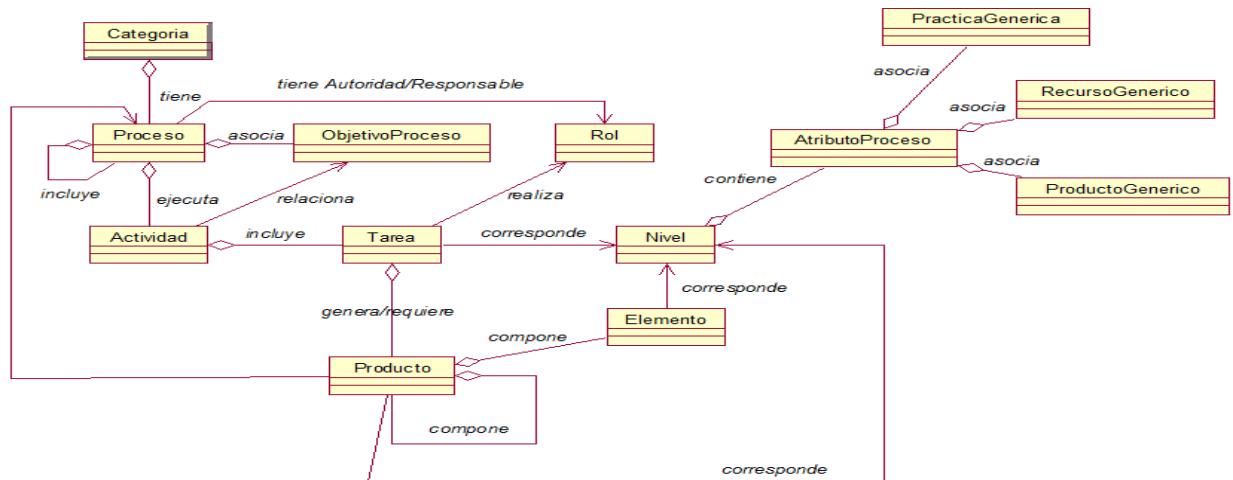 PracticaGenerica
Categoria
asocia
tiene
tiene Autoridad/Responsable
RecursoGenerico
asocia
Proceso
asocia
ObjetivoProceso
Rol
AtributoProceso
asocia
contiene
ProductoGenerico
incluye
ejecuta
relaciona
realiza
Actividad
incluye
Tarea
corresponde
Nivel
corresponde
genera/requiere
Elemento
compone
Producto
compone
corresponde